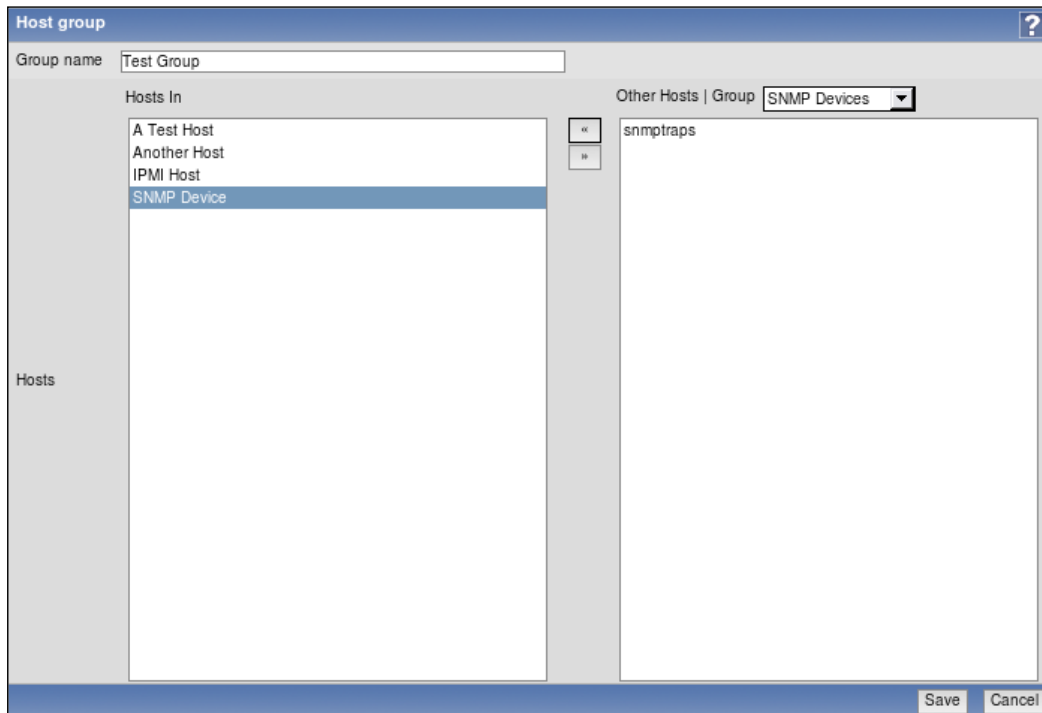 Host group ?
Group name Test Group
Hosts In Other Hosts | Group SNMP Devices
A Test Host « snmptraps
Another Host »
IPMI Host
SNMP Device
Hosts
Save Cancel